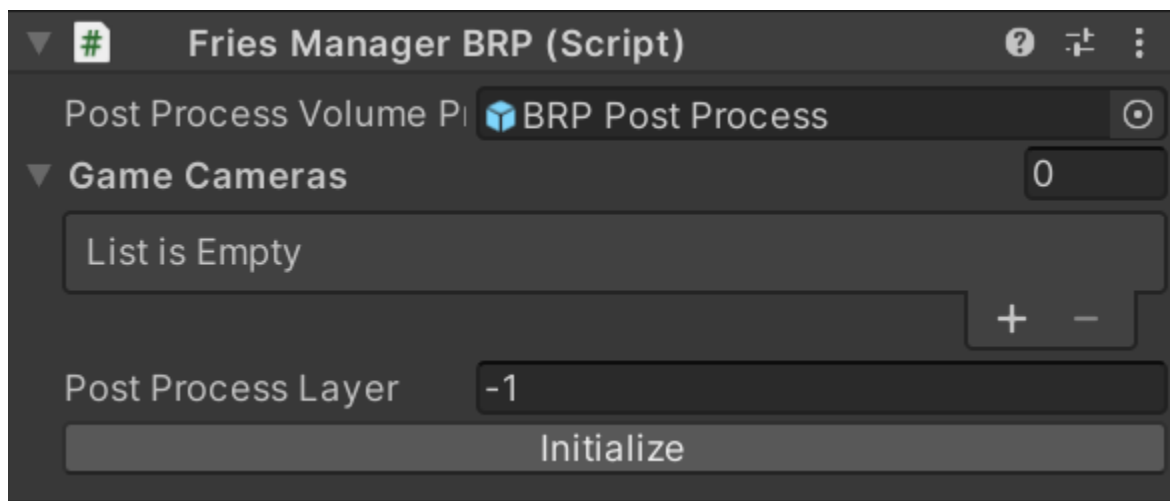 # Fries Manager BRP (Script)
Post Process Volume P BRP Post Process
Game Cameras 0
List is Empty
+ −
Post Process Layer -1
Initialize